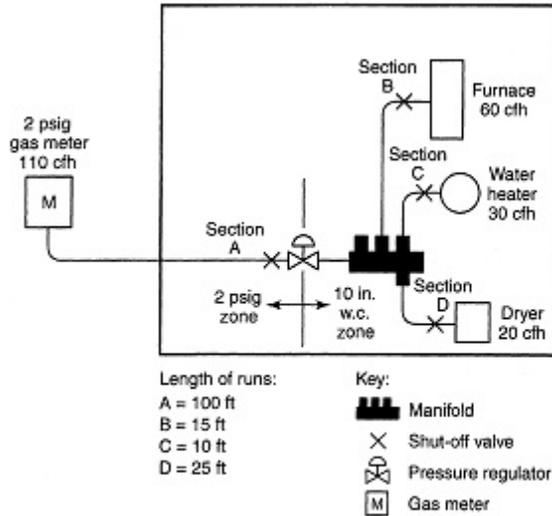 2 psig
gas meter
110 cfh
M
Section
A
2 psig
zone
10 in.
w.c.
zone
Section
B
Furnace
60 cfh
Section
C
Water
heater
30 cfh
Section
D
Dryer
20 cfh
Length of runs:
A = 100 ft
B = 15 ft
C = 10 ft
D = 25 ft
Key:
Manifold
Shut-off valve
Pressure regulator
M
Gas meter